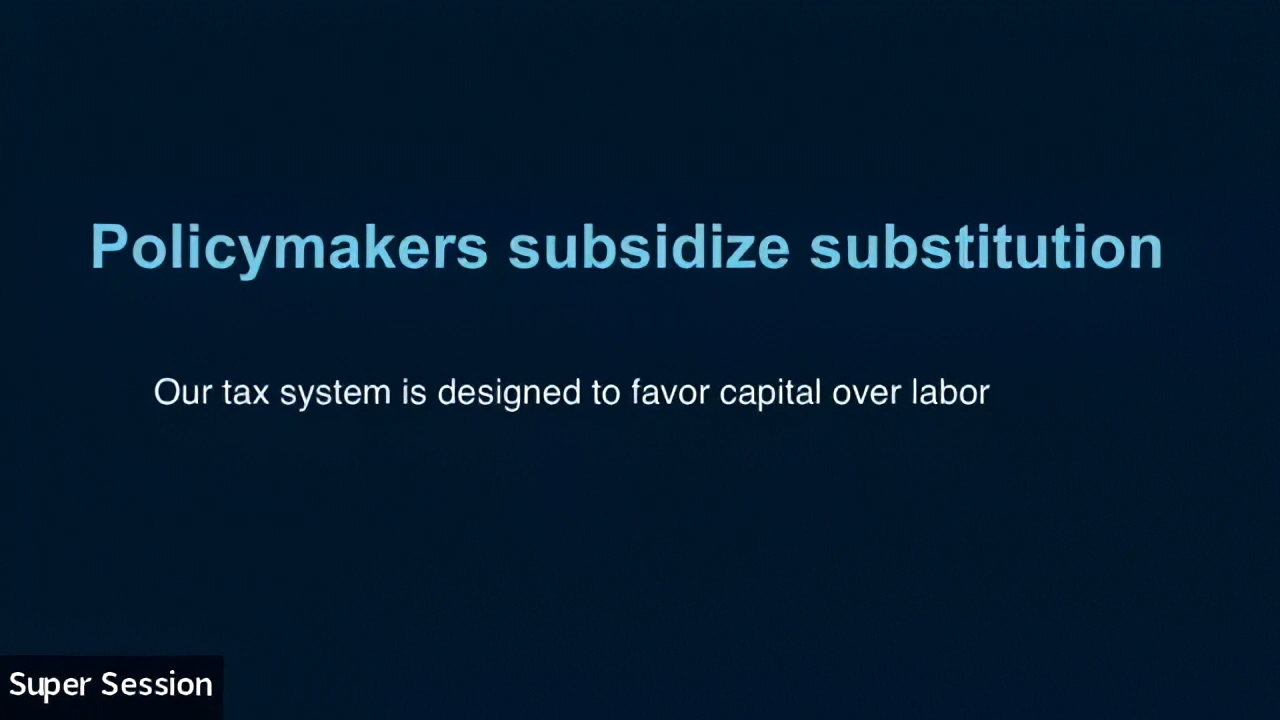 Policymakers subsidize substitution
Our tax system is designed to favor capital over labor
Super Session